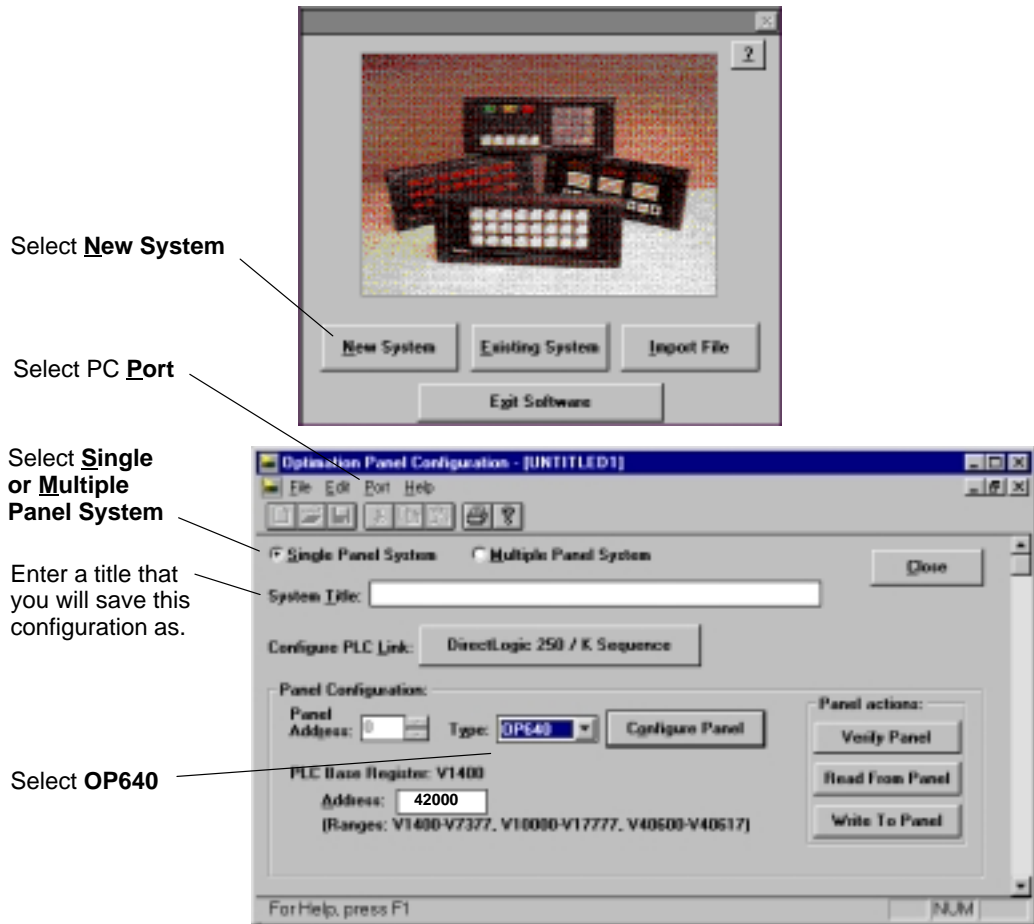 ?
Select New System
New System
Existing System
Import File
Exit Software
Select PC Port
Select Single
or Multiple
Panel System
Enter a title that
you will save this
configuration as.
Select OP640
Optimation Panel Configuration - [UNTITLED1]
File Edit Port Help
Single Panel System
Multiple Panel System
Close
System Title:
Configure PLC Link:
DirectLogic 250 / K Sequence
Panel Configuration:
Panel
Address: 0
Type: OP640
Configure Panel
PLC Base Register: V1400
Address: 42000
(Ranges: V1400-V7377, V10000-V17777, V40600-V40617)
Panel actions:
Verify Panel
Read From Panel
Write To Panel
For Help, press F1
NUM